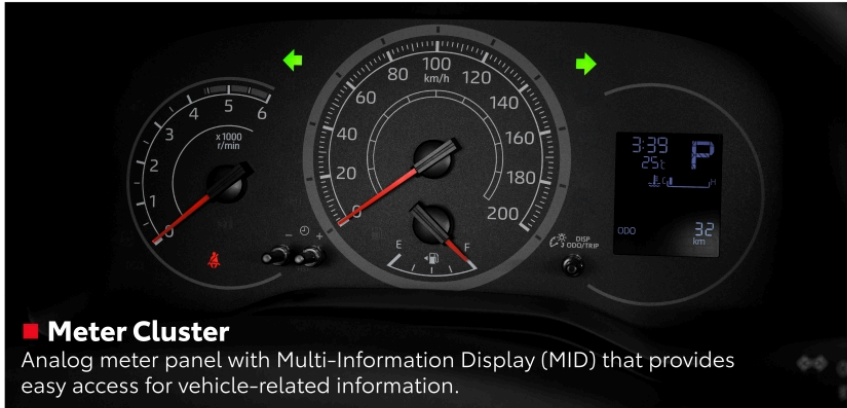 80 100 120
km/h
60 140
40 160
20 180
0 200
4 5 6
3
2
1
0
x1000
r/min
- +
E F
DISP
ODO/TRIP
3:39 P
25℃
C H
ODO 32
km
Meter Cluster
Analog meter panel with Multi-Information Display (MID) that provides
easy access for vehicle-related information.